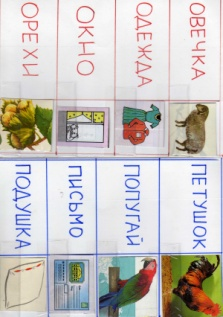 ОВЕЧКА
ОДЕЖДА
ОКНО
ОРЕХИ
ПЕТУШОК
ПОПУГАЙ
ПИСЬМО
ПОДУШКА